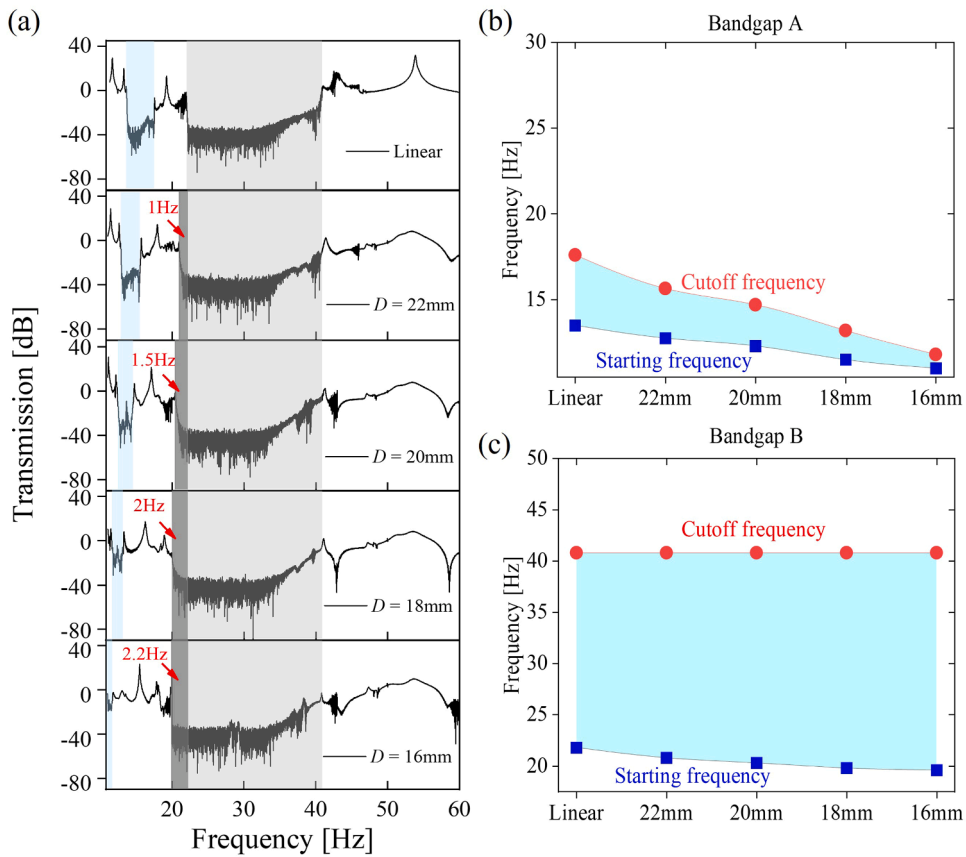 (a)
Transmission [dB]
40
0
-40
-80
Linear
40
0
-40
-80
1Hz
D = 22mm
40
0
-40
-80
1.5Hz
D = 20mm
40
0
-40
-80
2Hz
D = 18mm
40
0
-40
-80
2.2Hz
D = 16mm
20 30 40 50 60
Frequency [Hz]
(b)
Bandgap A
Frequency [Hz]
30
25
20
15
Cutoff frequency
Starting frequency
Linear 22mm 20mm 18mm 16mm
(c)
Bandgap B
Frequency [Hz]
50
45
40
35
30
25
20
Cutoff frequency
Starting frequency
Linear 22mm 20mm 18mm 16mm